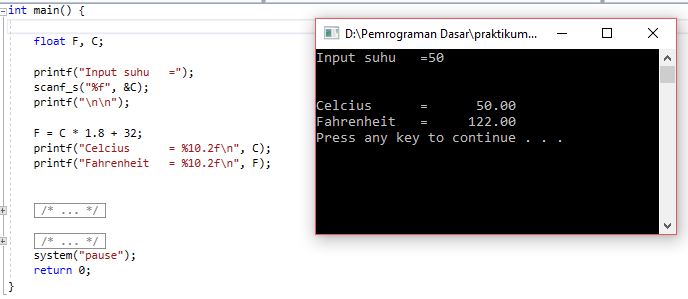 int main() {
float F, C;
printf("Input suhu   =");
scanf_s("%f", &C);
printf("\n\n");
F = C * 1.8 + 32;
printf("Celcius      = %10.2f\n", C);
printf("Fahrenheit   = %10.2f\n", F);
/* ... */
/* ... */
system("pause");
return 0;
}
D:\Pemrograman Dasar\praktikum...
Input suhu   =50
Celcius      =      50.00
Fahrenheit   =     122.00
Press any key to continue . . .